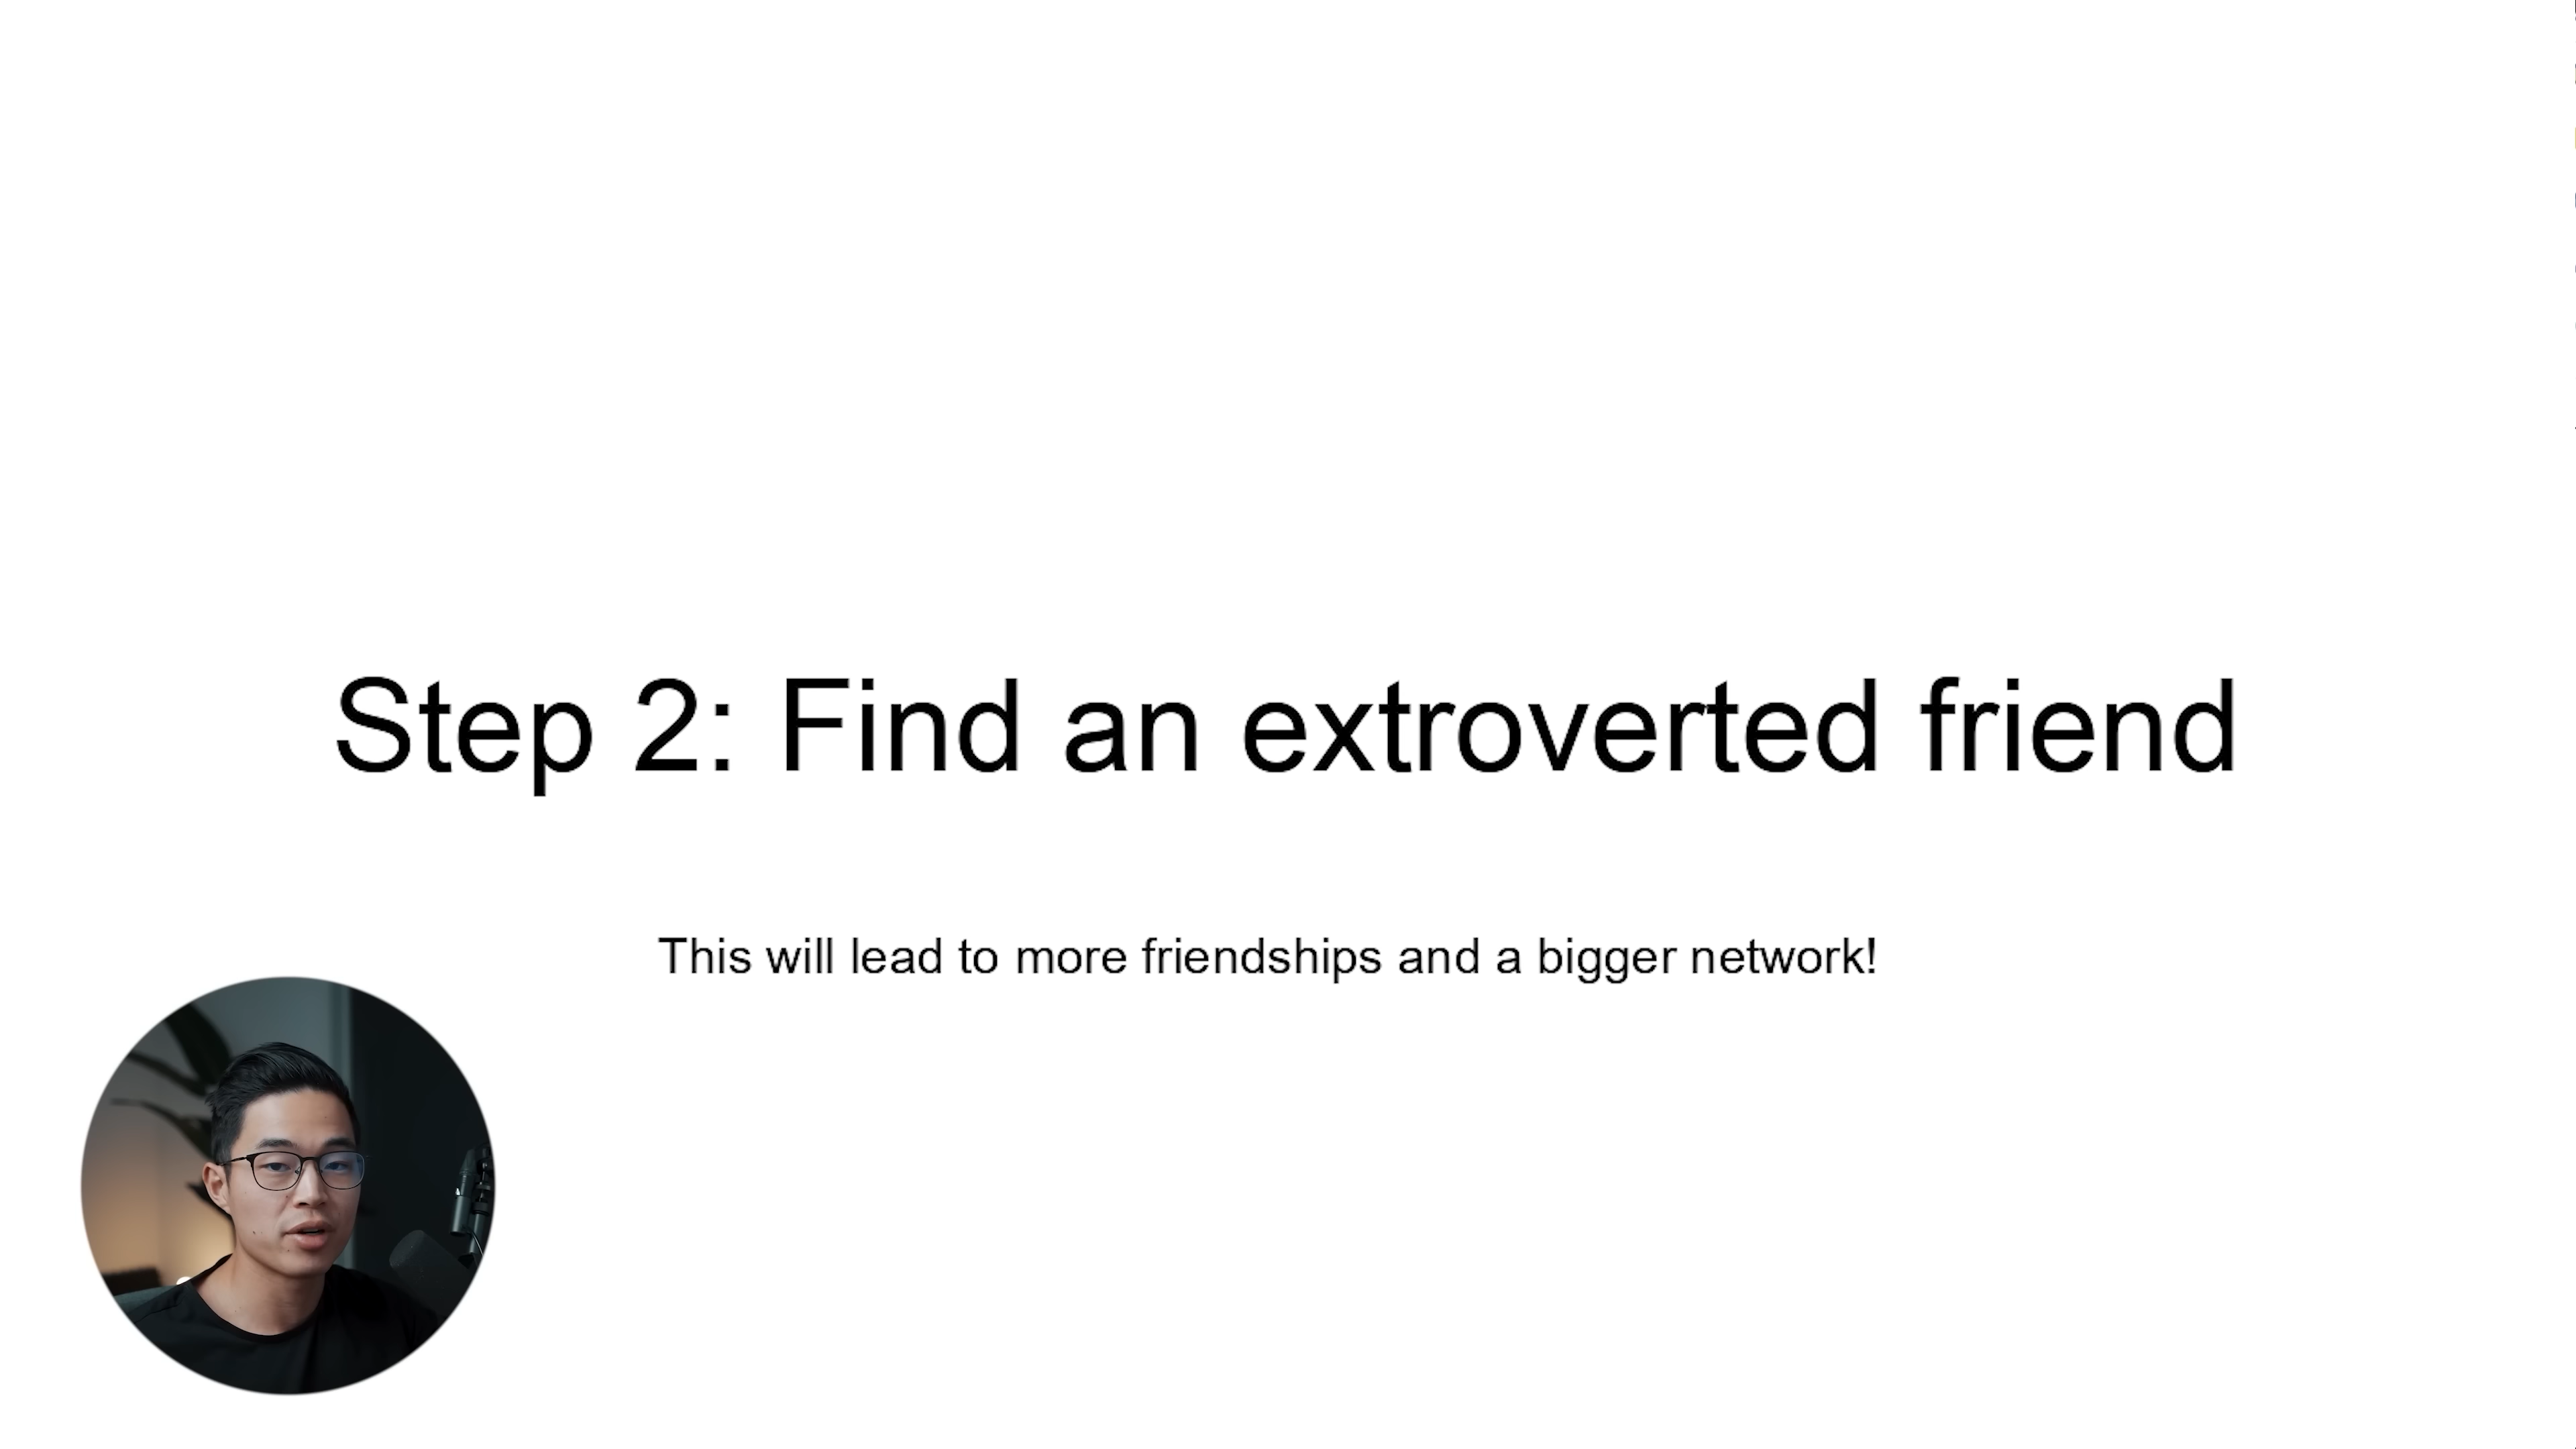 Step 2: Find an extroverted friend
This will lead to more friendships and a bigger network!